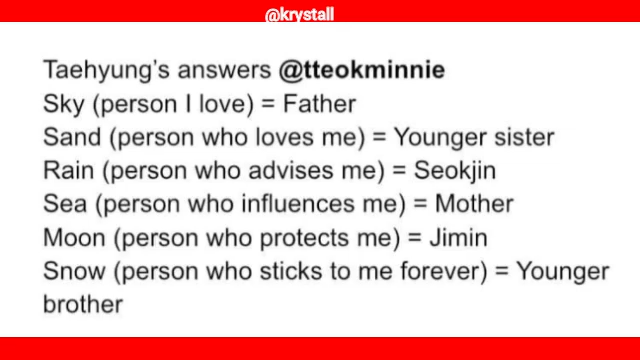 @krystall
Taehyung's answers @tteokminnie
Sky (person I love) = Father
Sand (person who loves me) = Younger sister
Rain (person who advises me) = Seokjin
Sea (person who influences me) = Mother
Moon (person who protects me) = Jimin
Snow (person who sticks to me forever) = Younger
brother